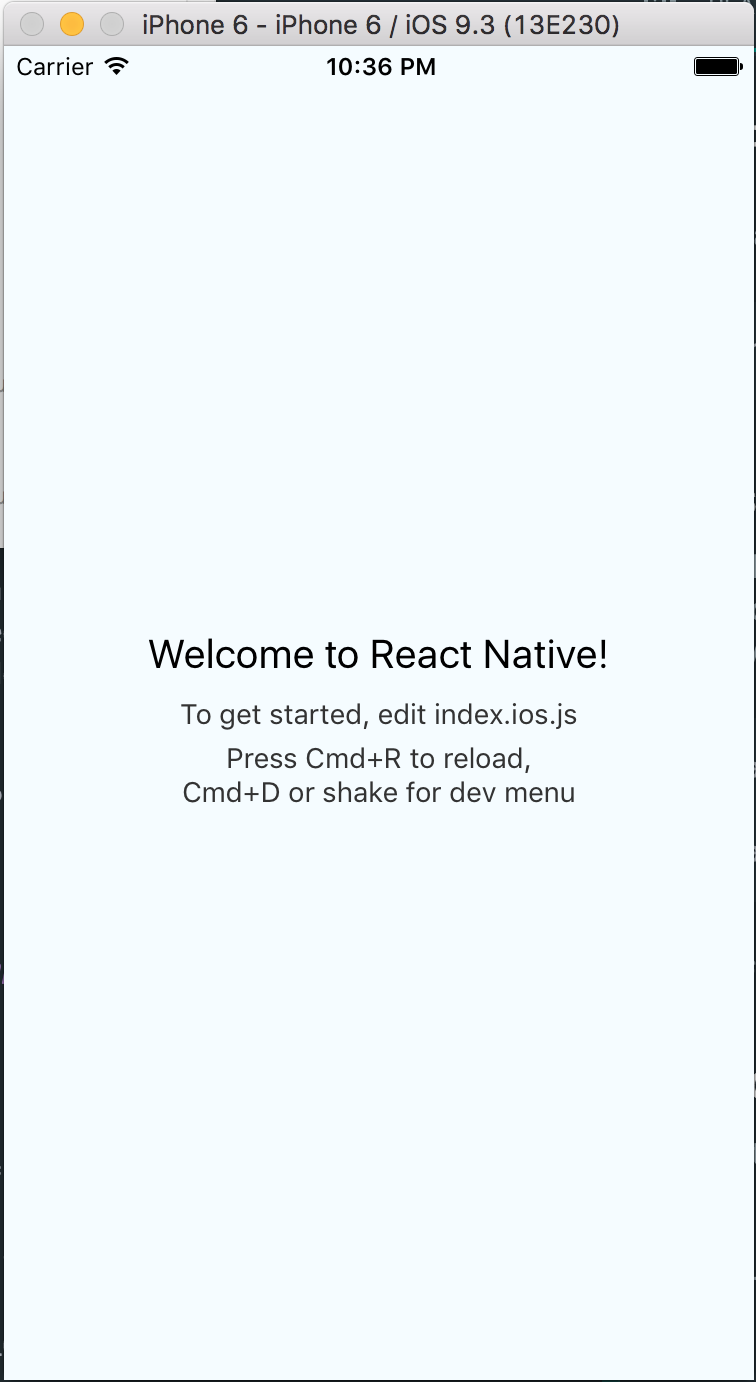 iPhone 6 - iPhone 6 / iOS 9.3 (13E230)
Carrier 10:36 PM
Welcome to React Native!
To get started, edit index.ios.js
Press Cmd+R to reload,
Cmd+D or shake for dev menu